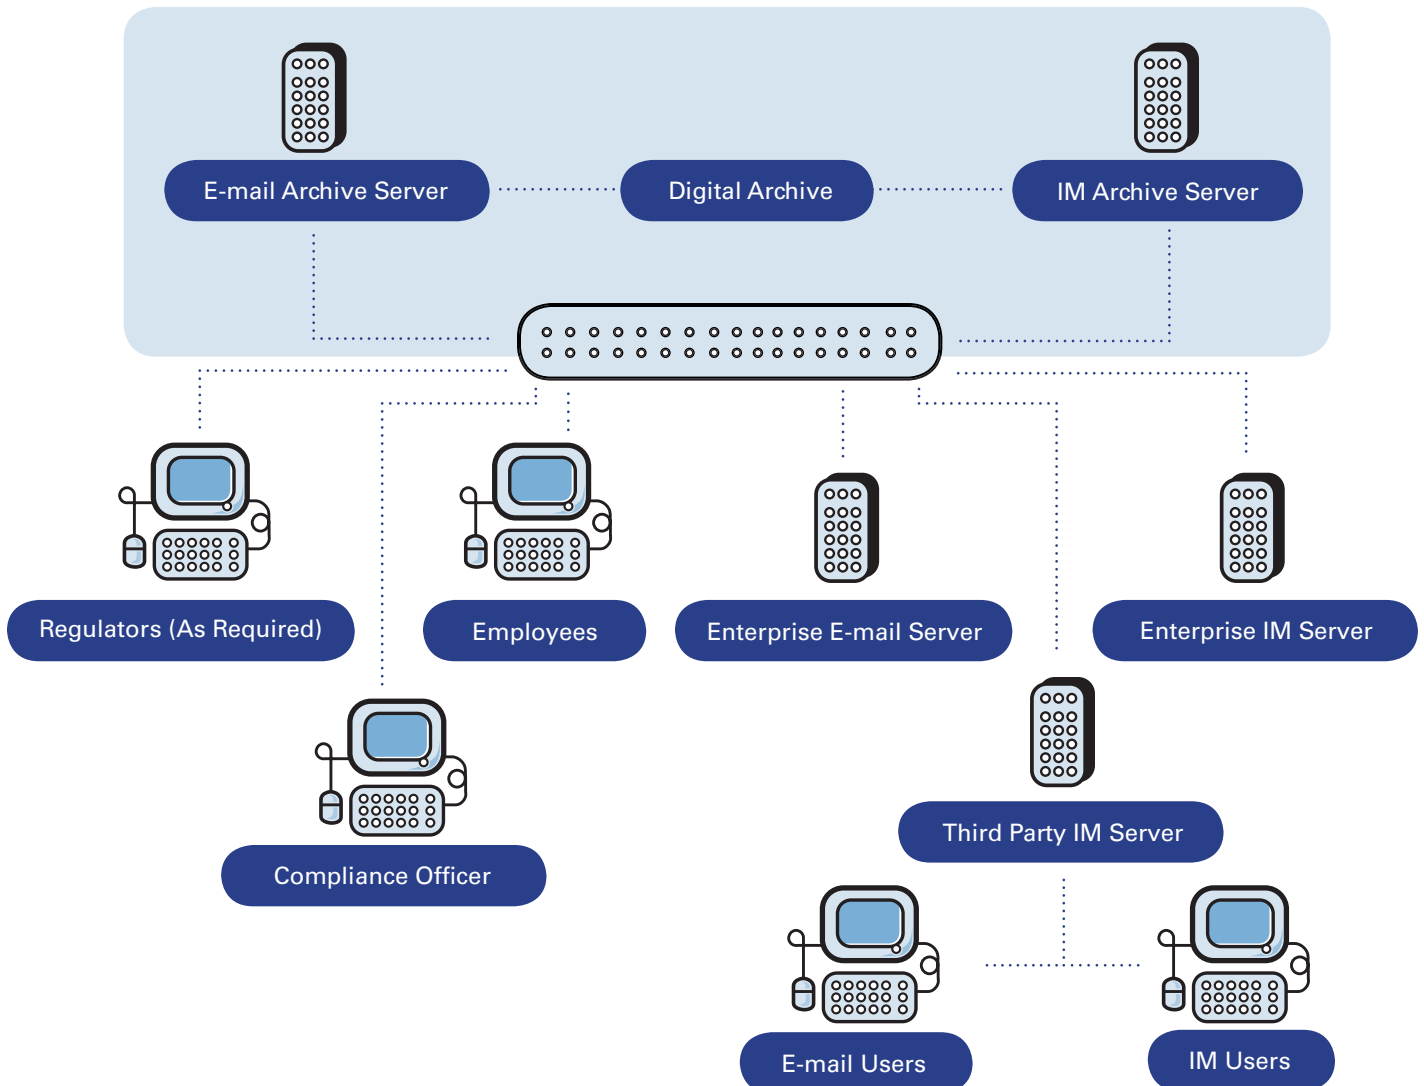 E-mail Archive Server
Digital Archive
IM Archive Server
Regulators (As Required)
Employees
Enterprise E-mail Server
Enterprise IM Server
Third Party IM Server
Compliance Officer
E-mail Users
IM Users